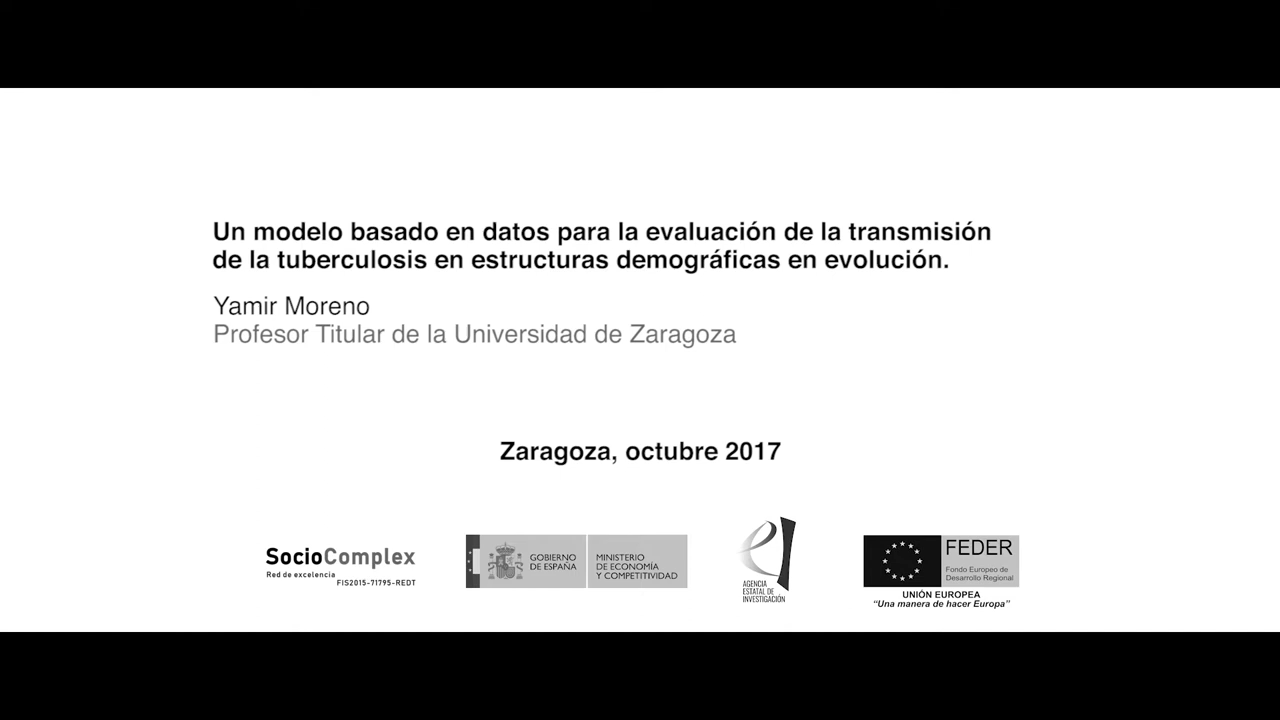 Un modelo basado en datos para la evaluación de la transmisión
de la tuberculosis en estructuras demográficas en evolución.
Yamir Moreno
Profesor Titular de la Universidad de Zaragoza
Zaragoza, octubre 2017
SocioComplex
Red de excelencia
FIS2015-71795-REDT
GOBIERNO
DE ESPAÑA
MINISTERIO
DE ECONOMÍA
Y COMPETITIVIDAD
AGENCIA
ESTATAL DE
INVESTIGACIÓN
FEDER
Fondo Europeo de
Desarrollo Regional
UNIÓN EUROPEA
“Una manera de hacer Europa”